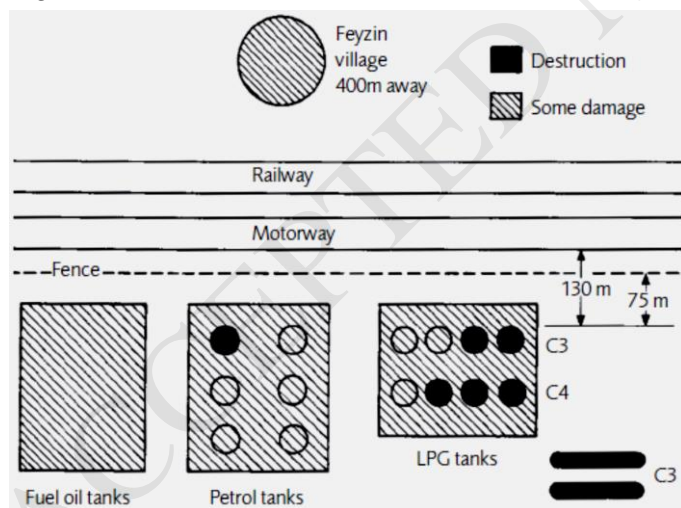 Feyzin
village
400m away
Destruction
Some damage
Railway
Motorway
Fence
130 m
75 m
C3
C4
LPG tanks
C3
Fuel oil tanks
Petrol tanks